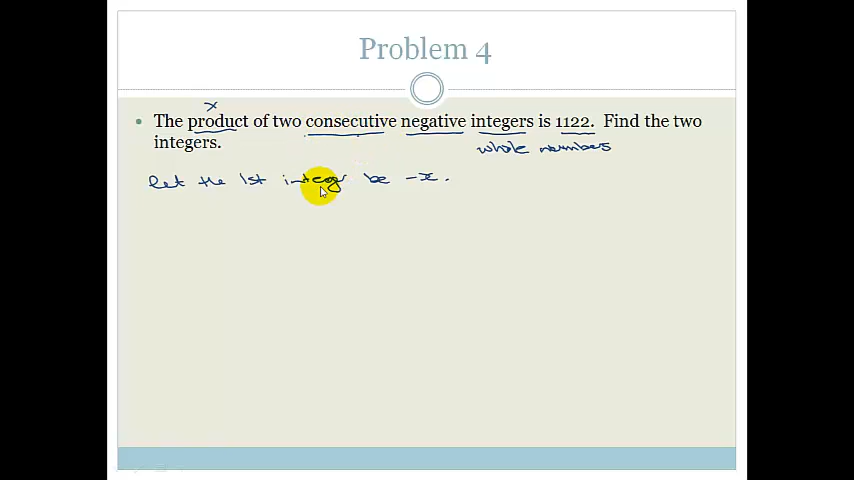 Problem 4
x
• The product of two consecutive negative integers is 1122. Find the two
integers.
whole numbers
let the 1st integr be -x.